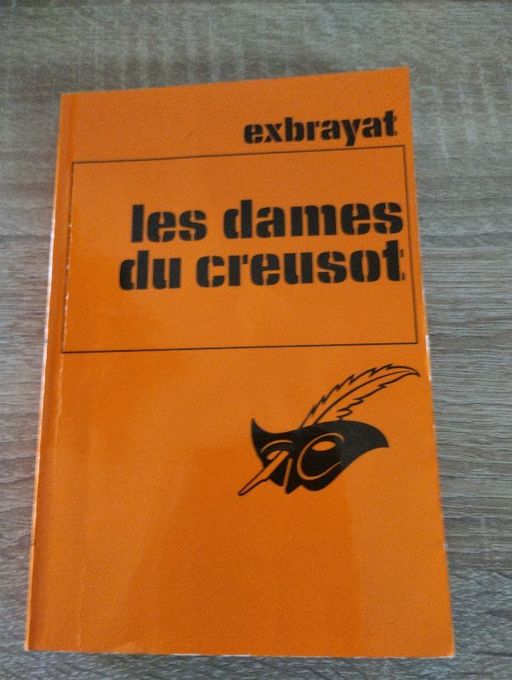 exbrayat
les dames
du creusot